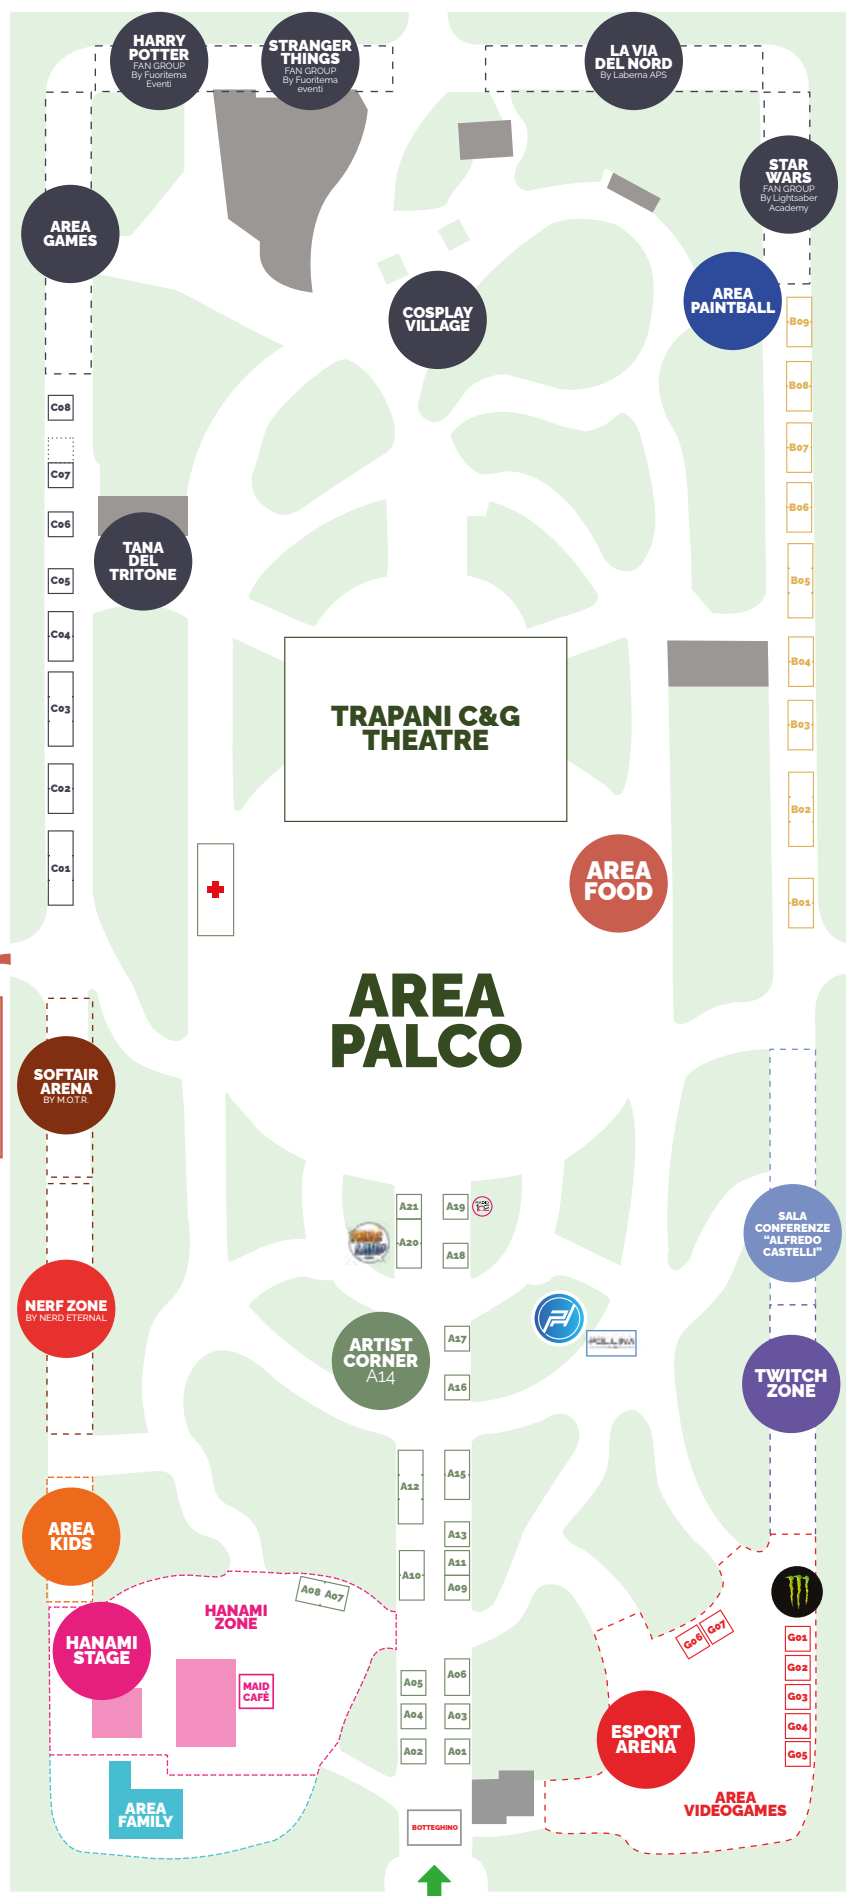 HARRY
POTTER
FAN GROUP
By Fuoritema
Eventi
STRANGER
THINGS
FAN GROUP
By Fuoritema
eventi
LA VIA
DEL NORD
By Laberna APS
STAR
WARS
FAN GROUP
By Lightsaber
Academy
AREA
GAMES
AREA
PAINTBALL
COSPLAY
VILLAGE
B09
B08
C08
B07
C07
B06
C06
TANA
DEL
TRITONE
C05
B05
C04
B04
C03
TRAPANI C&G
THEATRE
B03
C02
B02
C01
AREA
FOOD
B01
AREA
PALCO
SOFTAIR
ARENA
BY M.O.T.R.
A21
A19
A20
A18
SALA
CONFERENZE
“ALFREDO
CASTELLI”
NERF ZONE
BY NERD ETERNAL
A17
ARTIST
CORNER
A14
A16
TWITCH
ZONE
A12
A15
AREA
KIDS
A13
A11
A10
A09
A08 A07
HANAMI
ZONE
HANAMI
STAGE
G06 G07
G01
G02
G03
G04
G05
MAID
CAFÈ
A05
A06
A04
A03
A02
A01
ESPORT
ARENA
AREA
VIDEOGAMES
AREA
FAMILY
BOTTEGHINO